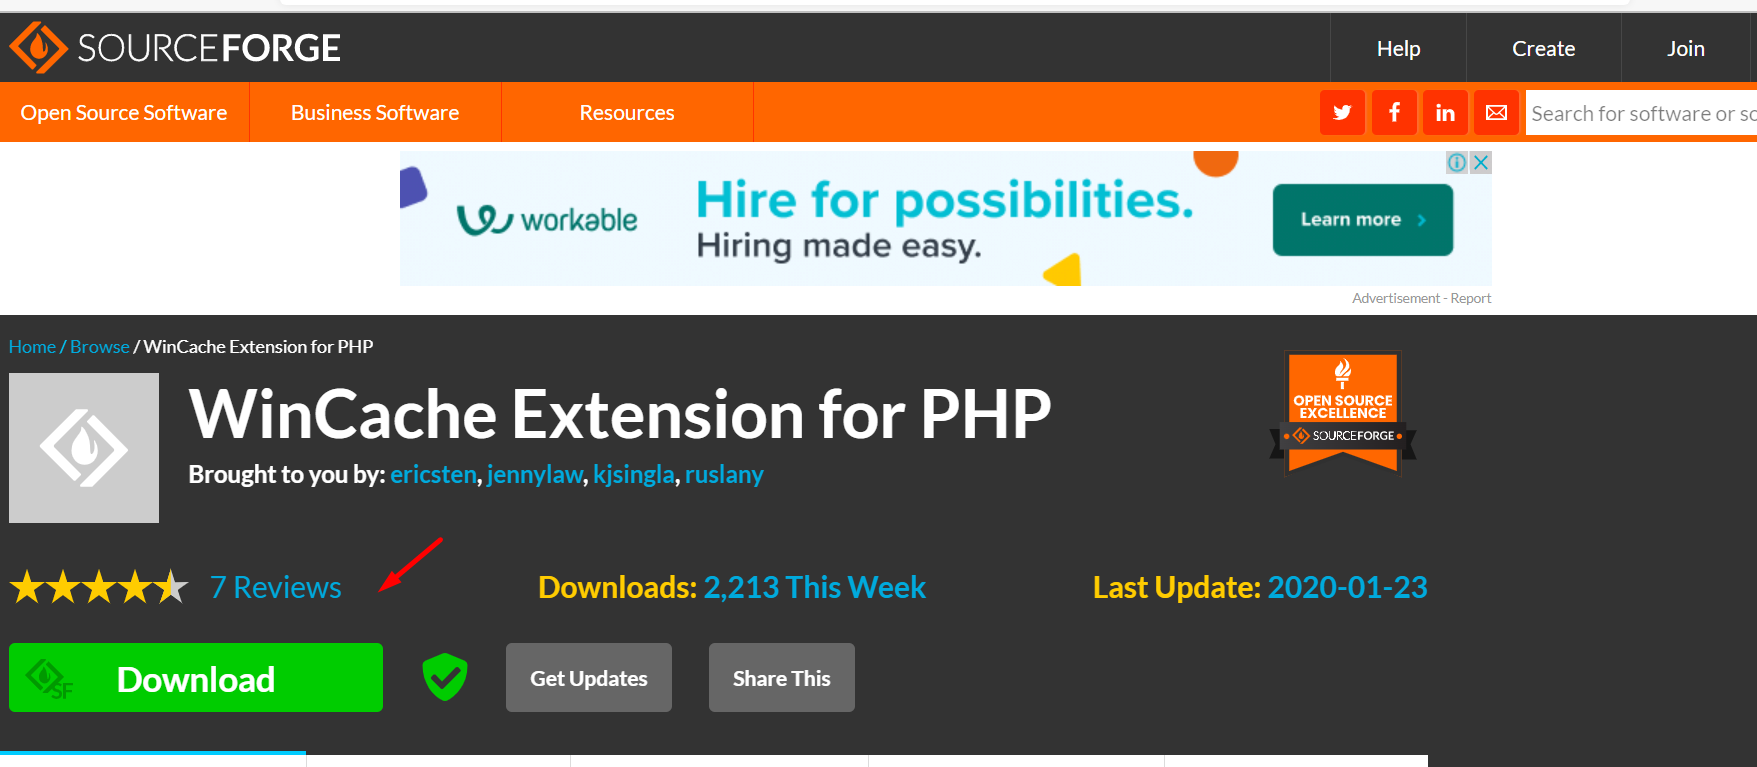 SOURCEFORGE
Help
Create
Join
Open Source Software
Business Software
Resources
Search for software or so
workable
Hire for possibilities.
Hiring made easy.
Learn more
Advertisement - Report
Home / Browse / WinCache Extension for PHP
WinCache Extension for PHP
Brought to you by: ericsten, jennylaw, kjsingla, ruslany
OPEN SOURCE
EXCELLENCE
SOURCEFORGE
7 Reviews
Downloads: 2,213 This Week
Last Update: 2020-01-23
SF
Download
Get Updates
Share This